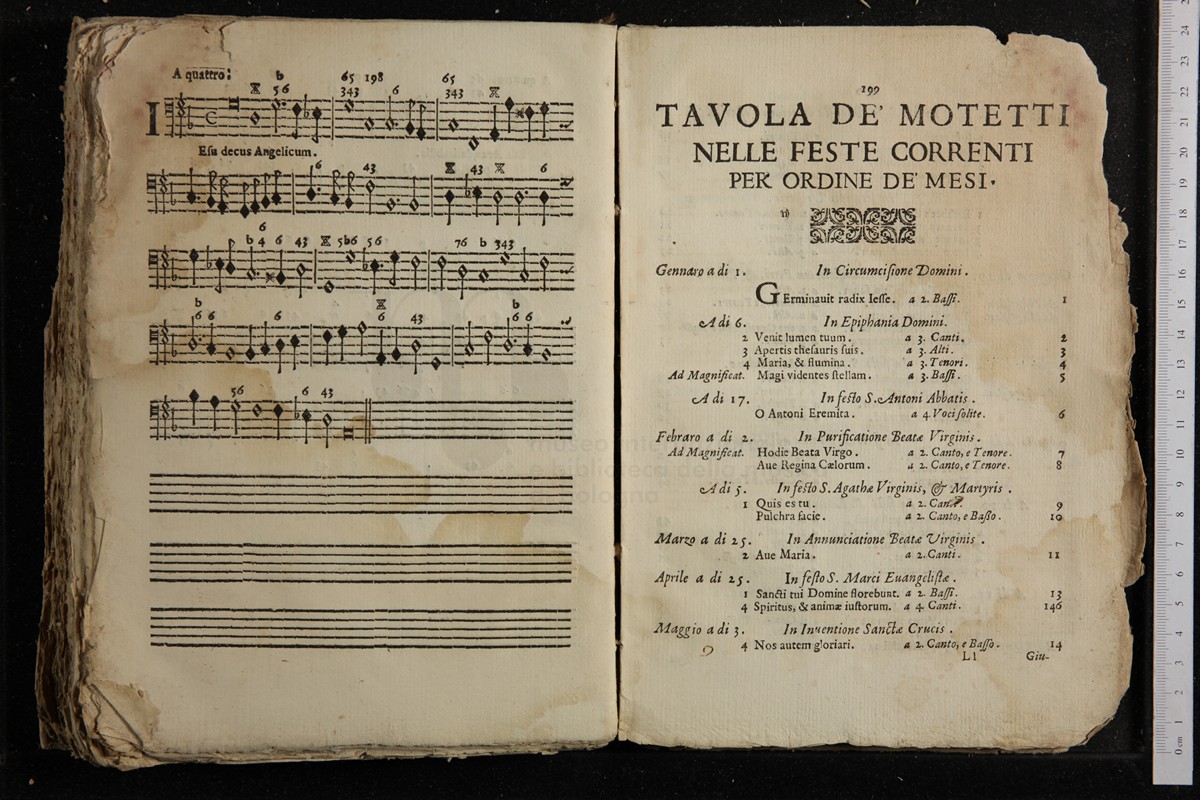 A quattro:
198
IEsu decus Angelicum.
199
TAVOLA DE' MOTETTI
NELLE FESTE CORRENTI
PER ORDINE DE' MESI.
Gennaro a di 1. In Circumcisione Domini.
GErminauit radix Iesse. a 2. Bassi. 1
A di 6. In Epiphania Domini.
2 Venit lumen tuum. a 3. Canti. 2
3 Apertis thesauris suis. a 3. Alti. 3
4 Maria, & flumina. a 3. Tenori. 4
Ad Magnificat. Magi videntes stellam. a 3. Bassi. 5
A di 17. In festo S. Antoni Abbatis.
O Antoni Eremita. a 4. Voci solite. 6
Febraro a di 2. In Purificatione Beatæ Virginis.
Ad Magnificat. Hodie Beata Virgo. a 2. Canto, e Tenore. 7
Aue Regina Cælorum. a 2. Canto, e Tenore. 8
A di 5. In festo S. Agathæ Virginis, & Martyris.
1 Quis es tu. a 2. Canti. 9
Pulchra facie. a 2. Canto, e Basso. 10
Marzo a di 25. In Annunciatione Beatæ Virginis.
2 Aue Maria. a 2. Canti. 11
Aprile a di 25. In festo S. Marci Euangelistæ.
1 Sancti tui Domine florebunt. a 2. Bassi. 13
4 Spiritus, & animæ iustorum. a 4 Canti. 146
Maggio a di 3. In Inuentione Sanctæ Crucis.
4 Nos autem gloriari. a 2. Canto, e Basso. 14
Ll Giu-